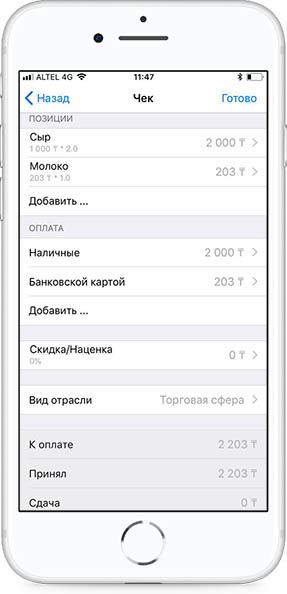 ALTEL 4G 11:47
Назад Чек Готово
ПОЗИЦИИ
Сыр 2 000 ₸
1 000 ₸ * 2.0
Молоко 203 ₸
203 ₸ * 1.0
Добавить ...
ОПЛАТА
Наличные 2 000 ₸
Банковской картой 203 ₸
Добавить ...
Скидка/Наценка 0 ₸
0%
Вид отрасли Торговая сфера
К оплате 2 203 ₸
Принял 2 203 ₸
Сдача 0 ₸